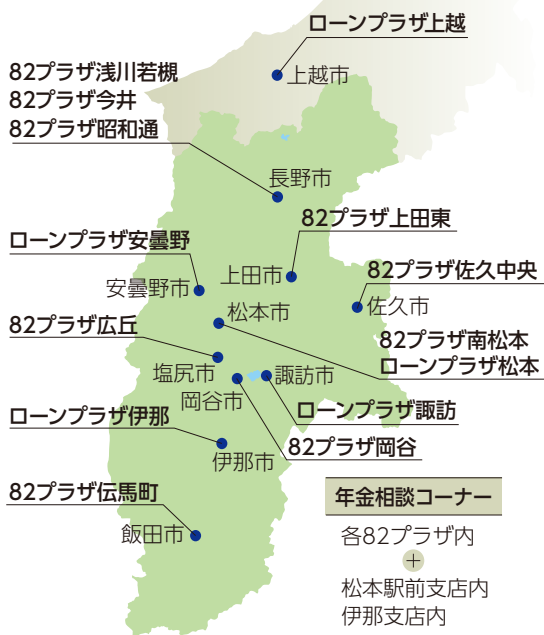 ローンプラザ上越
上越市
82プラザ浅川若槻
82プラザ今井
82プラザ昭和通
長野市
82プラザ上田東
ローンプラザ安曇野
上田市
82プラザ佐久中央
安曇野市
佐久市
松本市
82プラザ広丘
82プラザ南松本
ローンプラザ松本
塩尻市
諏訪市
岡谷市
ローンプラザ諏訪
ローンプラザ伊那
82プラザ岡谷
伊那市
82プラザ伝馬町
飯田市
年金相談コーナー
各82プラザ内
+
松本駅前支店内
伊那支店内